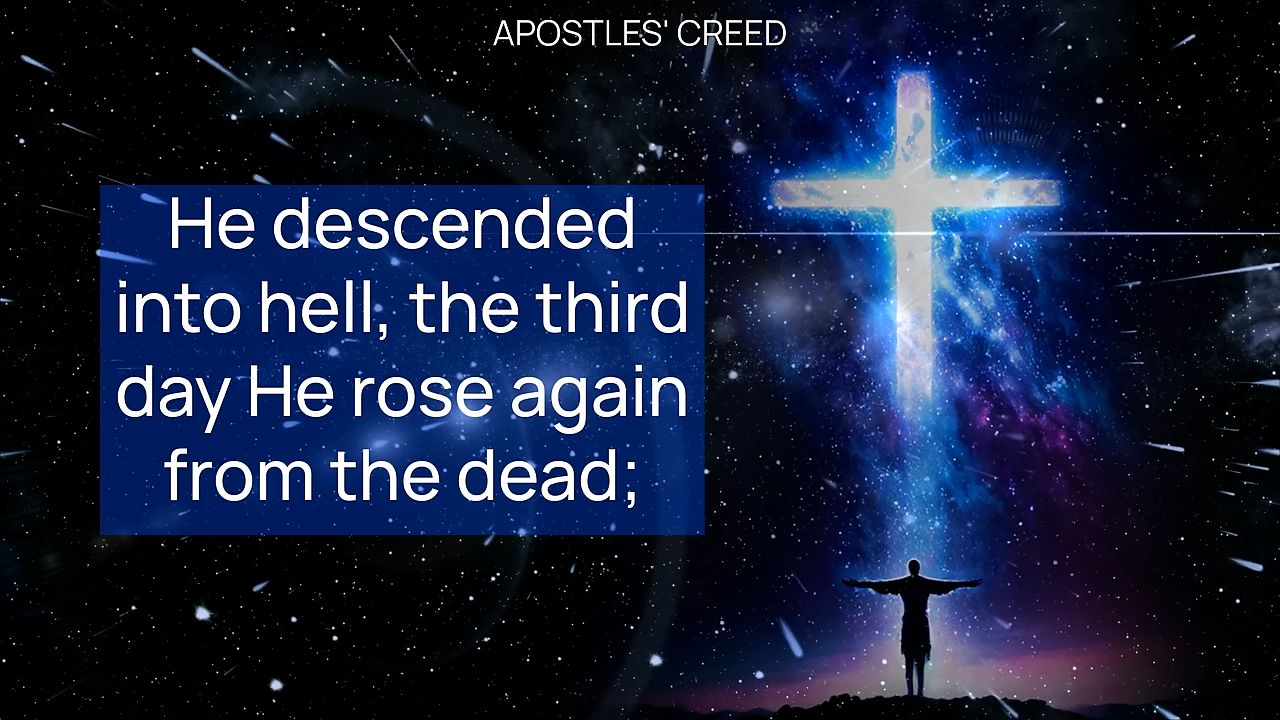 APOSTLES' CREED
He descended
into hell, the third
day He rose again
from the dead;